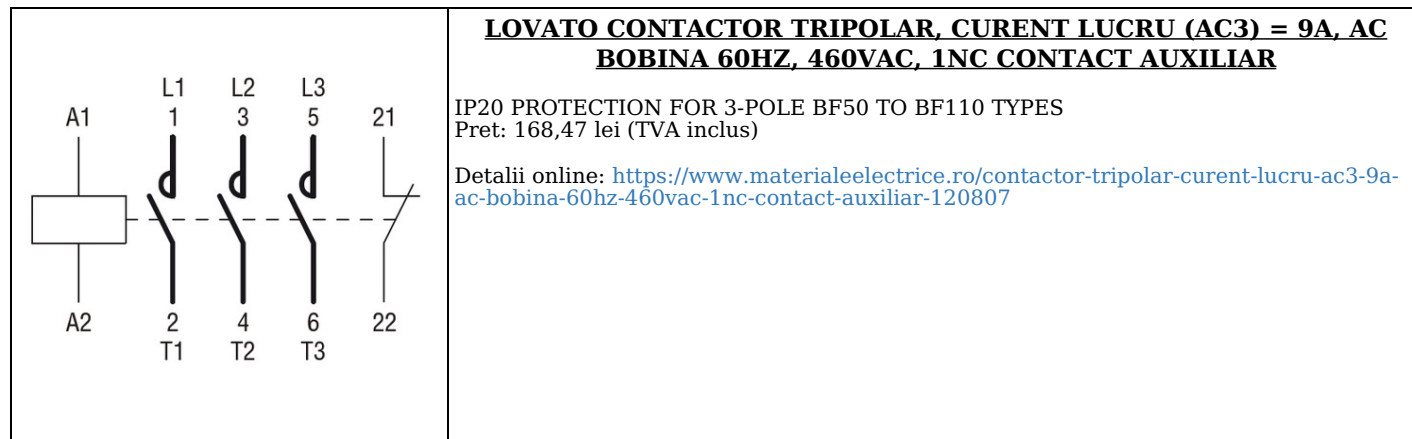 L1 L2 L3
A1 1 3 5 21
A2 2 4 6 22
T1 T2 T3
LOVATO CONTACTOR TRIPOLAR, CURENT LUCRU (AC3) = 9A, AC
BOBINA 60HZ, 460VAC, 1NC CONTACT AUXILIAR
IP20 PROTECTION FOR 3-POLE BF50 TO BF110 TYPES
Pret: 168,47 lei (TVA inclus)
Detalii online: https://www.materialeelectrice.ro/contactor-tripolar-curent-lucru-ac3-9a-
ac-bobina-60hz-460vac-1nc-contact-auxiliar-120807